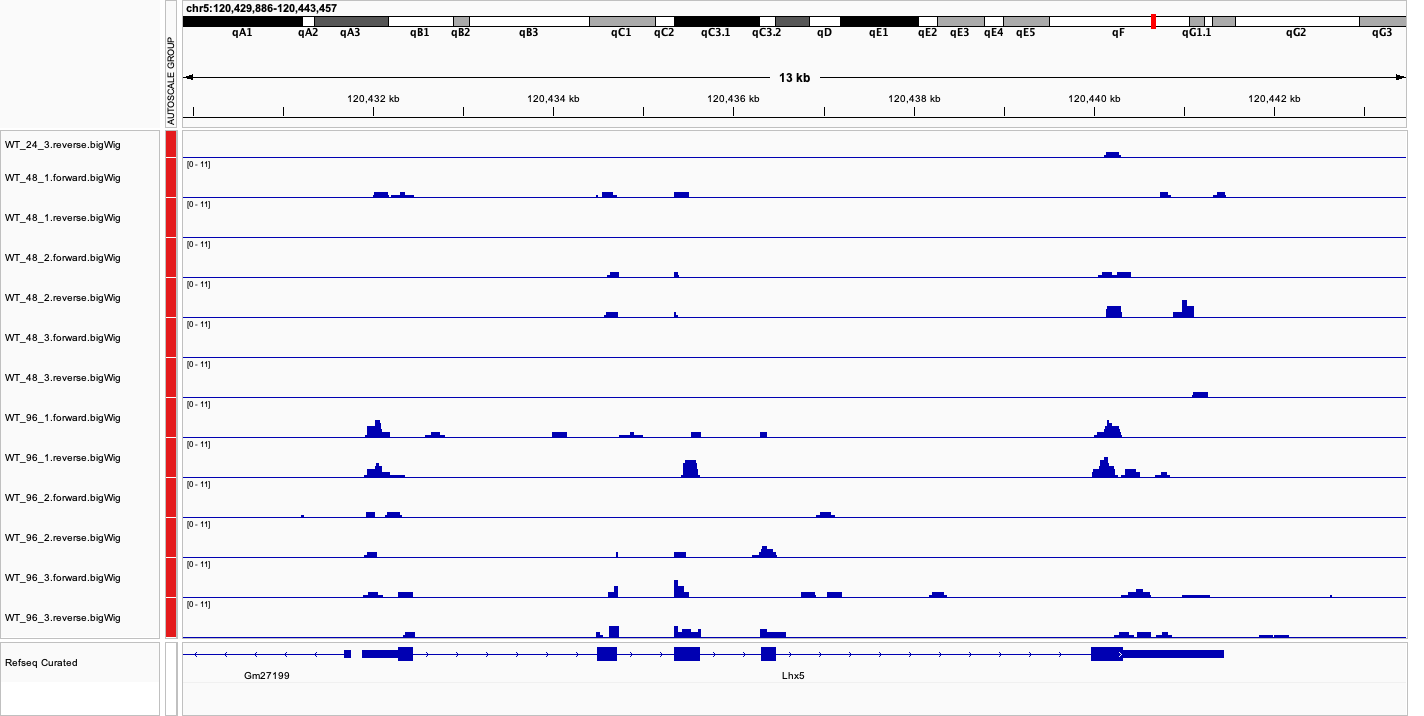 chr5:120,429,886-120,443,457
qA1 qA2 qA3 qB1 qB2 qB3 qC1 qC2 qC3.1 qC3.2 qD qE1 qE2 qE3 qE4 qE5 qF qG1.1 qG2 qG3
AUTOSCALE GROUP
13 kb
120,432 kb 120,434 kb 120,436 kb 120,438 kb 120,440 kb 120,442 kb
WT_24_3.reverse.bigWig
[0 - 11]
WT_48_1.forward.bigWig
[0 - 11]
WT_48_1.reverse.bigWig
[0 - 11]
WT_48_2.forward.bigWig
[0 - 11]
WT_48_2.reverse.bigWig
[0 - 11]
WT_48_3.forward.bigWig
[0 - 11]
WT_48_3.reverse.bigWig
[0 - 11]
WT_96_1.forward.bigWig
[0 - 11]
WT_96_1.reverse.bigWig
[0 - 11]
WT_96_2.forward.bigWig
[0 - 11]
WT_96_2.reverse.bigWig
[0 - 11]
WT_96_3.forward.bigWig
[0 - 11]
WT_96_3.reverse.bigWig
Refseq Curated
Gm27199 Lhx5